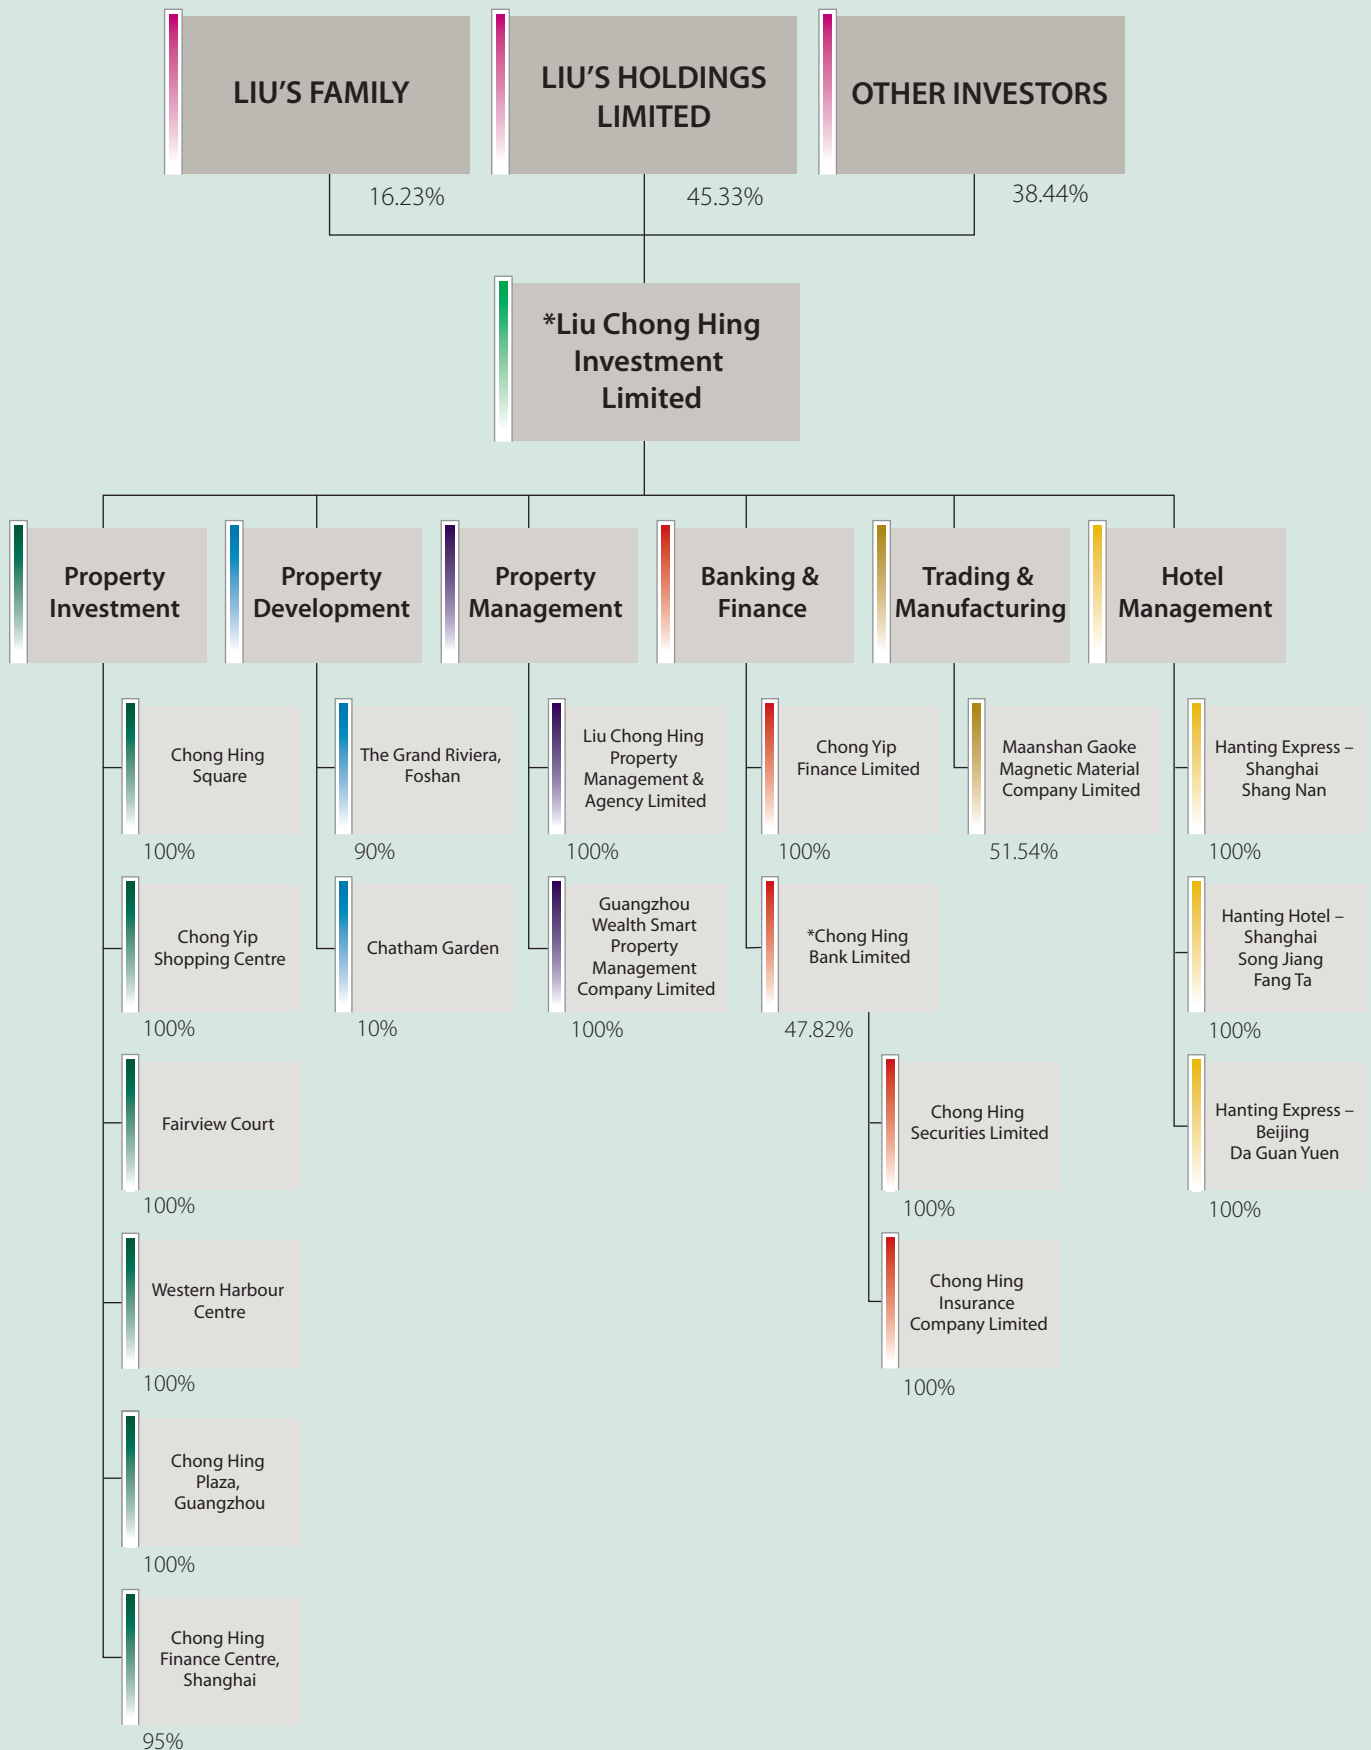 LIU’S FAMILY
16.23%
LIU’S HOLDINGS
LIMITED
45.33%
OTHER INVESTORS
38.44%
*Liu Chong Hing
Investment
Limited
Property
Investment
Chong Hing
Square
100%
Chong Yip
Shopping Centre
100%
Fairview Court
100%
Western Harbour
Centre
100%
Chong Hing
Plaza,
Guangzhou
100%
Chong Hing
Finance Centre,
Shanghai
95%
Property
Development
The Grand Riviera,
Foshan
90%
Chatham Garden
10%
Property
Management
Liu Chong Hing
Property
Management &
Agency Limited
100%
Guangzhou
Wealth Smart
Property
Management
Company Limited
100%
Banking &
Finance
Chong Yip
Finance Limited
100%
*Chong Hing
Bank Limited
47.82%
Chong Hing
Securities Limited
100%
Chong Hing
Insurance
Company Limited
100%
Trading &
Manufacturing
Maanshan Gaoke
Magnetic Material
Company Limited
51.54%
Hotel
Management
Hanting Express –
Shanghai
Shang Nan
100%
Hanting Hotel –
Shanghai
Song Jiang
Fang Ta
100%
Hanting Express –
Beijing
Da Guan Yuen
100%